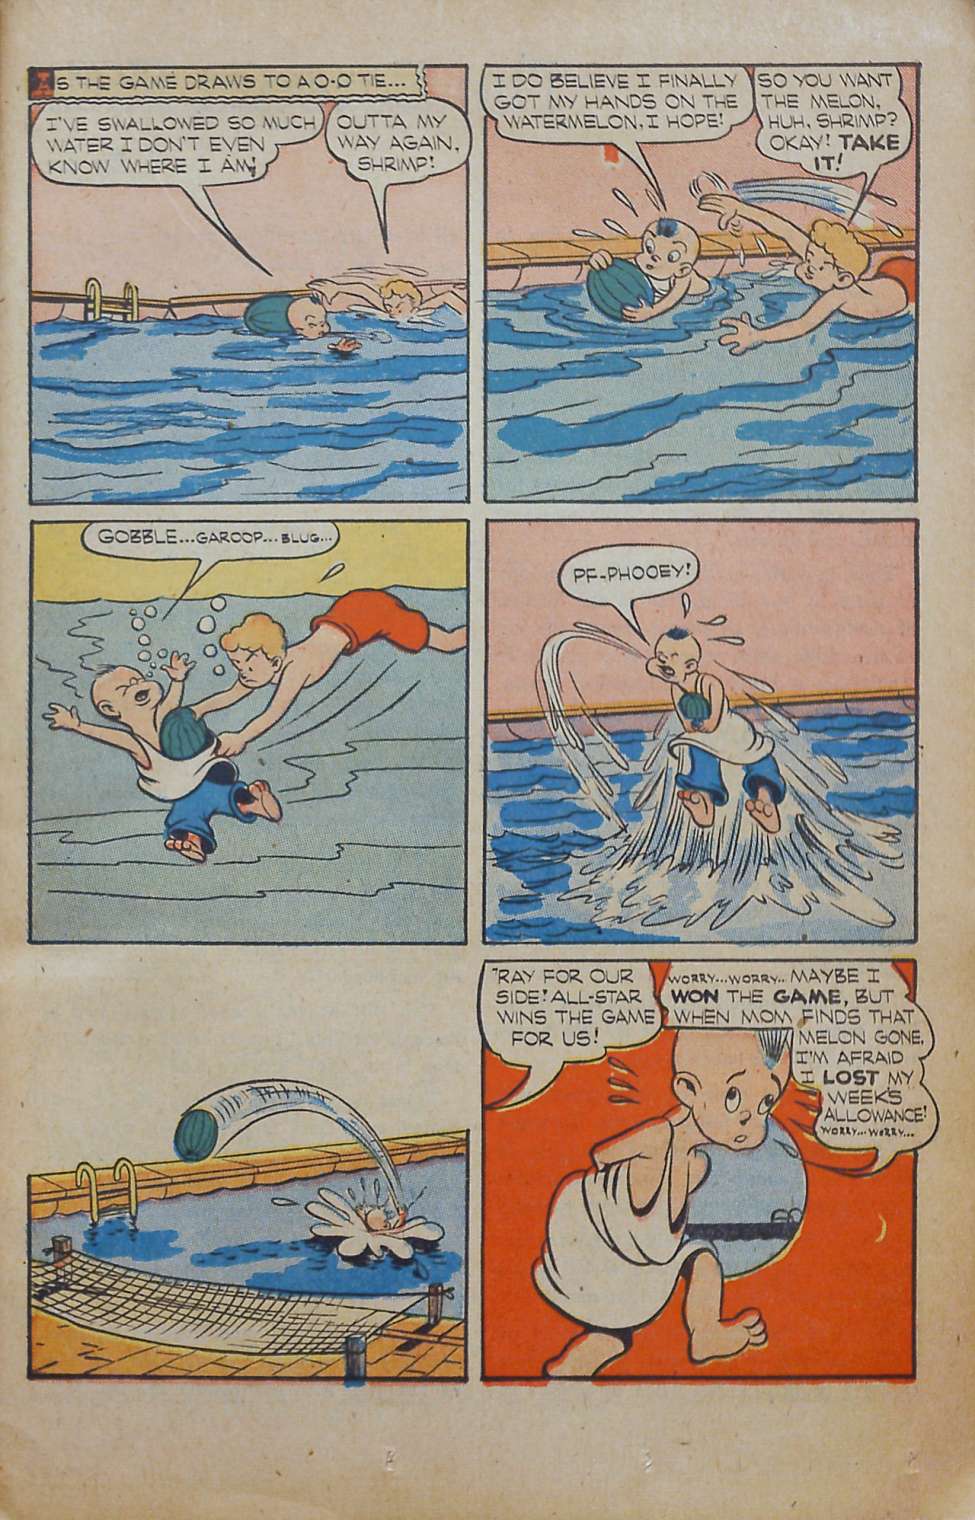 AS THE GAME DRAWS TO A 0-0 TIE...
I'VE SWALLOWED SO MUCH
WATER I DON'T EVEN
KNOW WHERE I AM!
OUTTA MY
WAY AGAIN,
SHRIMP!
I DO BELIEVE I FINALLY
GOT MY HANDS ON THE
WATERMELON, I HOPE!
SO YOU WANT
THE MELON,
HUH, SHRIMP?
OKAY! TAKE
IT!
GOBBLE...GAROOP...BLUG...
PF-PHOOEY!
'RAY FOR OUR
SIDE! ALL-STAR
WINS THE GAME
FOR US!
WORRY...WORRY.. MAYBE I
WON THE GAME, BUT
WHEN MOM FINDS THAT
MELON GONE,
I'M AFRAID
I LOST MY
WEEK'S
ALLOWANCE!
WORRY...WORRY...